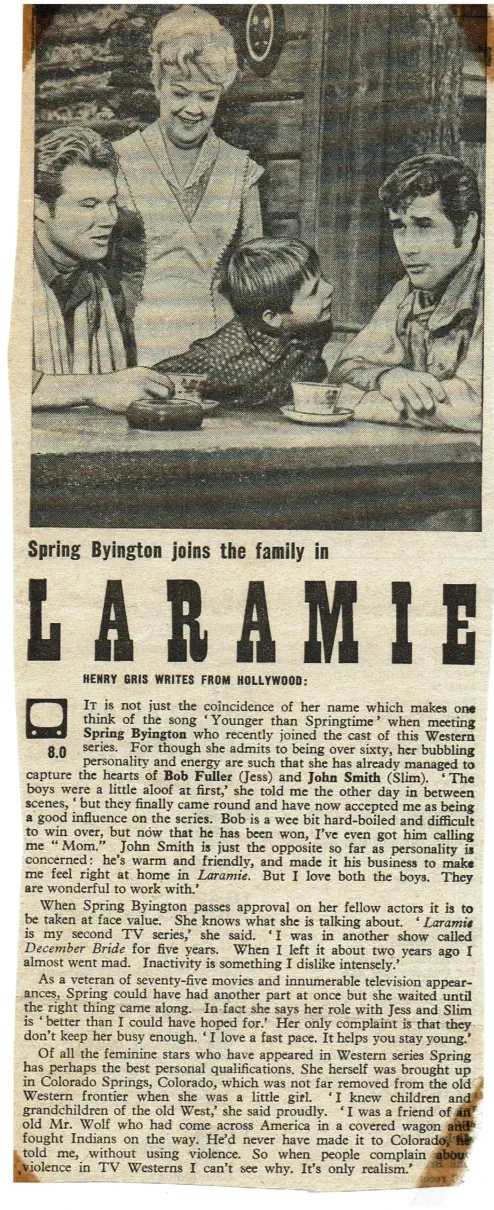 Spring Byington joins the family in
LARAMIE
HENRY GRIS WRITES FROM HOLLYWOOD:
IT is not just the coincidence of her name which makes one
think of the song ‘Younger than Springtime’ when meeting
Spring Byington who recently joined the cast of this Western
8.0
series. For though she admits to being over sixty, her bubbling
personality and energy are such that she has already managed to
capture the hearts of Bob Fuller (Jess) and John Smith (Slim). ‘The
boys were a little aloof at first,’ she told me the other day in between
scenes, ‘but they finally came round and have now accepted me as being
a good influence on the series. Bob is a wee bit hard-boiled and difficult
to win over, but now that he has been won, I’ve even got him calling
me “Mom.” John Smith is just the opposite so far as personality is
concerned: he’s warm and friendly, and made it his business to make
me feel right at home in Laramie. But I love both the boys. They
are wonderful to work with.’
When Spring Byington passes approval on her fellow actors it is to
be taken at face value. She knows what she is talking about. ‘Laramie
is my second TV series,’ she said. ‘I was in another show called
December Bride for five years. When I left it about two years ago I
almost went mad. Inactivity is something I dislike intensely.’
As a veteran of seventy-five movies and innumerable television appear-
ances, Spring could have had another part at once but she waited until
the right thing came along. In fact she says her role with Jess and Slim
is ‘better than I could have hoped for.’ Her only complaint is that they
don’t keep her busy enough. ‘I love a fast pace. It helps you stay young.’
Of all the feminine stars who have appeared in Western series Spring
has perhaps the best personal qualifications. She herself was brought up
in Colorado Springs, Colorado, which was not far removed from the old
Western frontier when she was a little girl. ‘I knew children and
grandchildren of the old West,’ she said proudly. ‘I was a friend of an
old Mr. Wolf who had come across America in a covered wagon and
fought Indians on the way. He’d never have made it to Colorado, he
told me, without using violence. So when people complain about
violence in TV Westerns I can’t see why. It’s only realism.’